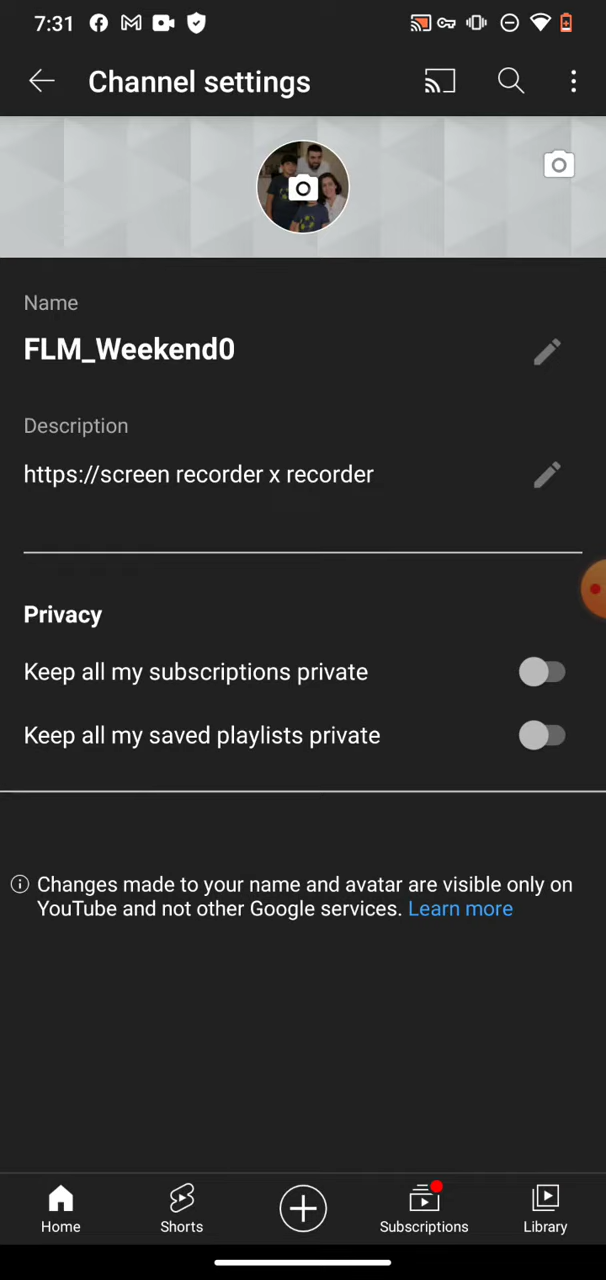 7:31
Channel settings
Name
FLM_Weekend0
Description
https://screen recorder x recorder
Privacy
Keep all my subscriptions private
Keep all my saved playlists private
Changes made to your name and avatar are visible only on
YouTube and not other Google services. Learn more
Home
Shorts
Subscriptions
Library